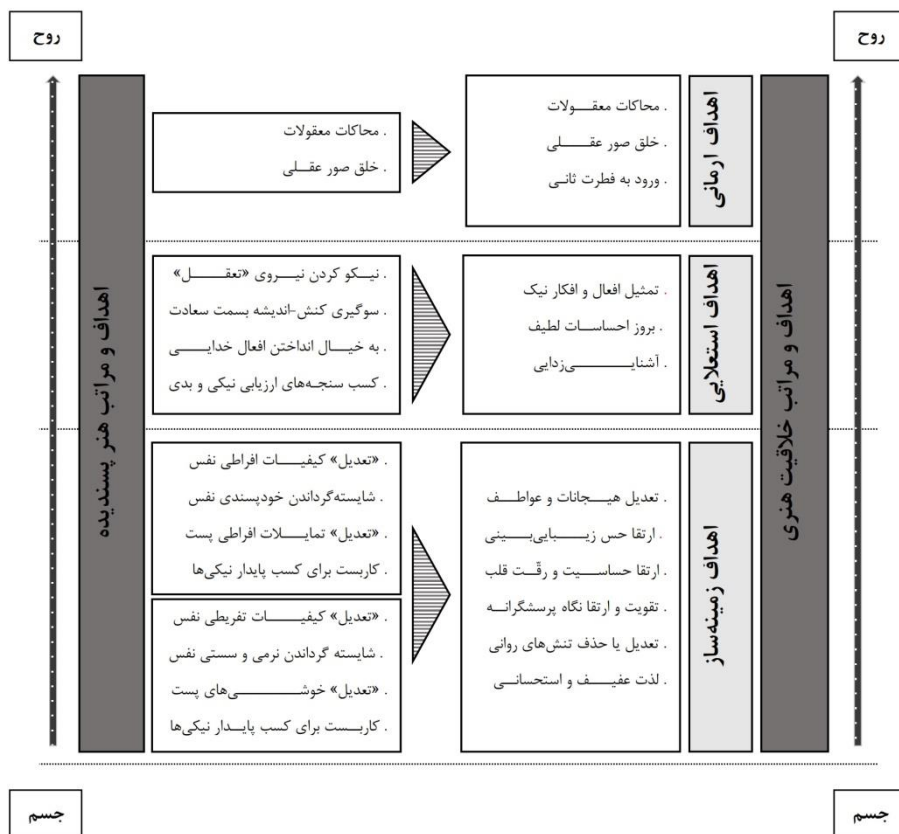 روح
روح
اهداف و مراتب خلاقیت هنری
اهداف آرمانی
. محاکات معقولات
. خلق صور عقلی
. ورود به فطرت ثانی
. محاکات معقولات
. خلق صور عقلی
اهداف استعلایی
. تمثیل افعال و افکار نیک
. بروز احساسات لطیف
. آشنایی‌زدایی
. نیکو کردن نیروی «تعقل»
. سوگیری کنش-اندیشه بسمت سعادت
. به خیال انداختن افعال خدایی
. کسب سنجه‌های ارزیابی نیکی و بدی
اهداف زمینه‌ساز
. تعدیل هیجانات و عواطف
. ارتقا حس زیبایی‌بینی
. ارتقا حساسیت و رقّت قلب
. تقویت و ارتقا نگاه پرسشگرانه
. تعدیل یا حذف تنش‌های روانی
. لذت عفیف و استحسانی
. «تعدیل» کیفیات افراطی نفس
. شایسته‌گرداندن خودپسندی نفس
. «تعدیل» تمایلات افراطی پست
. کاربست برای کسب پایدار نیکی‌ها
. «تعدیل» کیفیات تفریطی نفس
. شایسته گرداندن نرمی و سستی نفس
. «تعدیل» خوشی‌های پست
. کاربست برای کسب پایدار نیکی‌ها
اهداف و مراتب هنر پسندیده
جسم
جسم